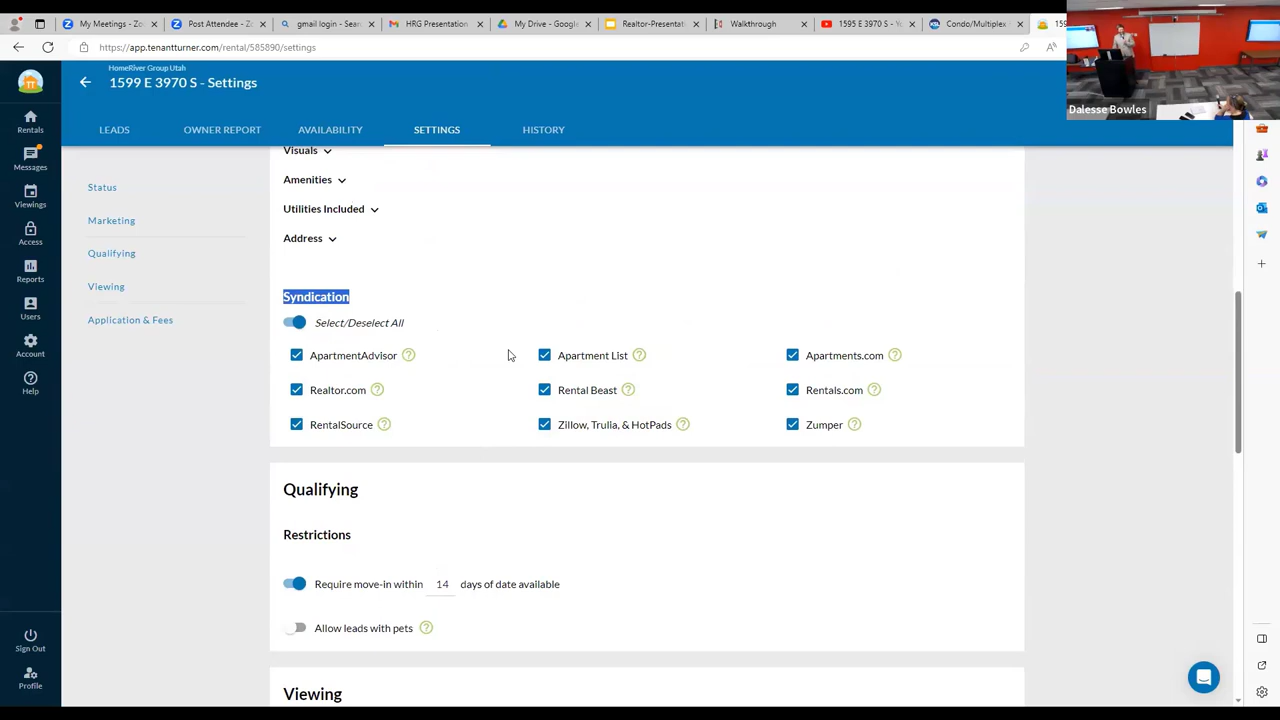 My Meetings - Zo
Post Attendee - Zo
gmail login - Sear
HRG Presentation
My Drive - Google
Realtor-Presentat
Walkthrough
1595 E 3970 S - Yo
Condo/Multiplex
159
https://app.tenantturner.com/rental/585890/settings
Dalesse Bowles
HomeRiver Group Utah
1599 E 3970 S - Settings
LEADS
OWNER REPORT
AVAILABILITY
SETTINGS
HISTORY
Rentals
Messages
Viewings
Access
Reports
Users
Account
Help
Sign Out
Profile
Status
Marketing
Qualifying
Viewing
Application & Fees
Visuals
Amenities
Utilities Included
Address
Syndication
Select/Deselect All
ApartmentAdvisor ? Apartment List ? Apartments.com ?
Realtor.com ? Rental Beast ? Rentals.com ?
RentalSource ? Zillow, Trulia, & HotPads ? Zumper ?
Qualifying
Restrictions
Require move-in within 14 days of date available
Allow leads with pets ?
Viewing